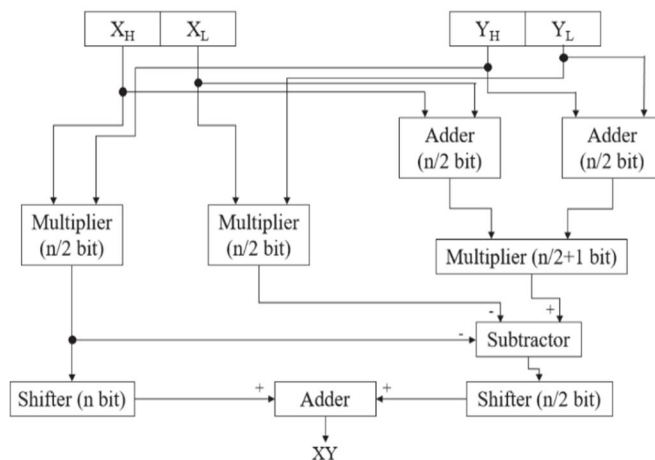 X_H X_L Y_H Y_L
Adder
(n/2 bit)
Adder
(n/2 bit)
Multiplier
(n/2 bit)
Multiplier
(n/2 bit)
Multiplier (n/2+1 bit)
- +
- Subtractor
Shifter (n bit) + Adder + Shifter (n/2 bit)
XY